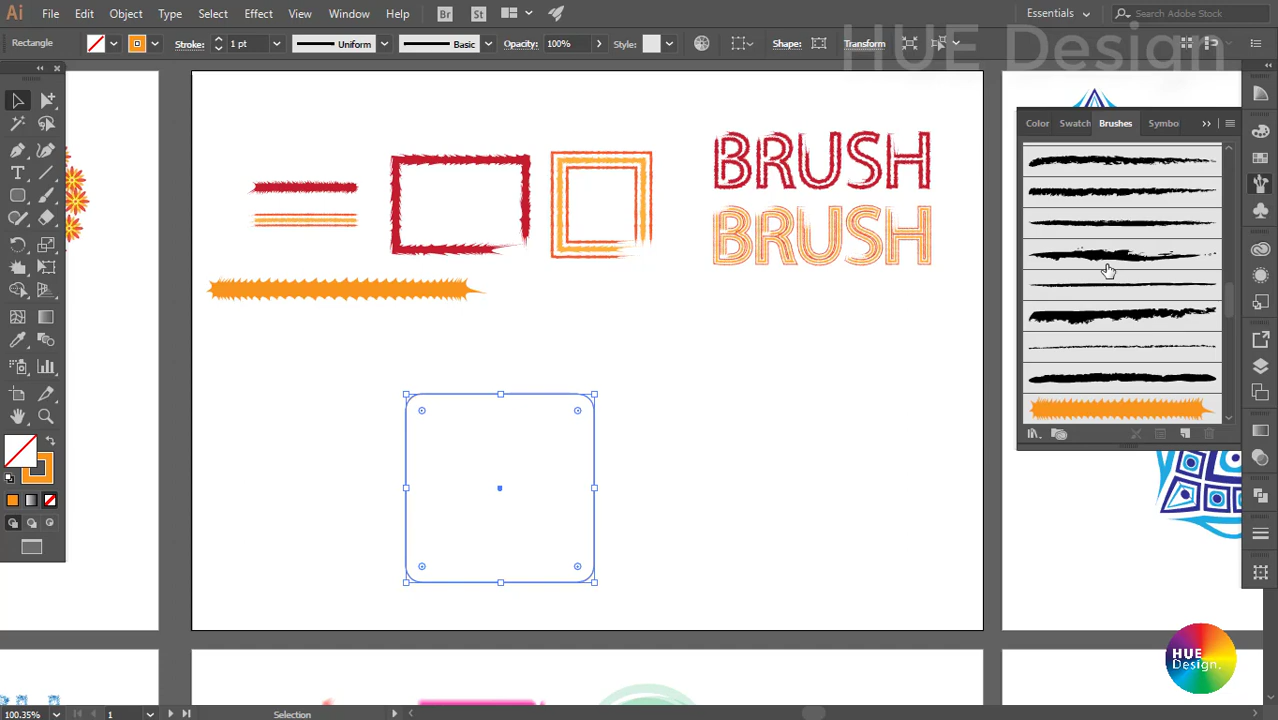 Ai File Edit Object Type Select Effect View Window Help Br St Essentials Search Adobe Stock
Rectangle Stroke: 1 pt Uniform Basic Opacity: 100% Style: Shape: Transform
HUE Design
Color Swatch Brushes Symbo
BRUSH
BRUSH
HUE
Design.
100.35% 1 Selection